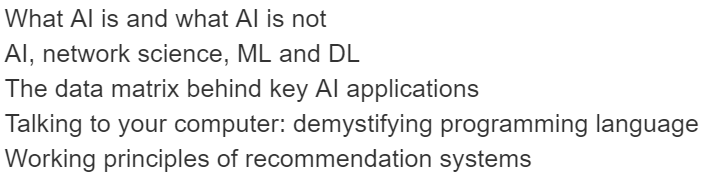 What AI is and what AI is not
AI, network science, ML and DL
The data matrix behind key AI applications
Talking to your computer: demystifying programming language
Working principles of recommendation systems